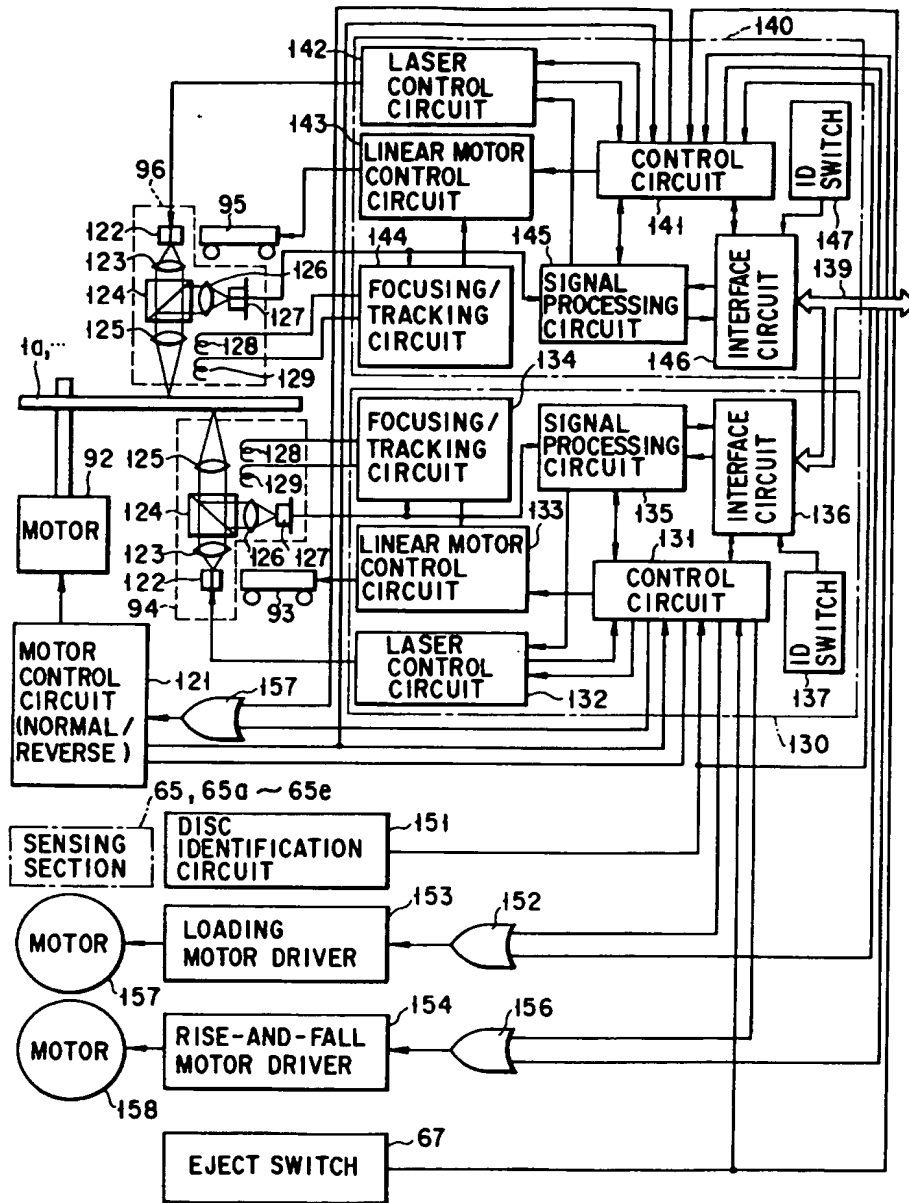 140
142
LASER
CONTROL
CIRCUIT
143
LINEAR MOTOR
CONTROL
CIRCUIT
CONTROL
CIRCUIT
141
ID
SWITCH
147
96
95
122
123
124
125
126
127
128
129
144
FOCUSING/
TRACKING
CIRCUIT
145
SIGNAL
PROCESSING
CIRCUIT
INTERFACE
CIRCUIT
146
139
1a,...
134
FOCUSING/
TRACKING
CIRCUIT
SIGNAL
PROCESSING
CIRCUIT
135
INTERFACE
CIRCUIT
136
92
MOTOR
125
128
129
124
123
122
126
127
94
93
133
LINEAR MOTOR
CONTROL
CIRCUIT
131
CONTROL
CIRCUIT
ID
SWITCH
137
LASER
CONTROL
CIRCUIT
132
130
MOTOR
CONTROL
CIRCUIT
(NORMAL/
REVERSE)
121
157
65, 65a ~ 65e
SENSING
SECTION
DISC
IDENTIFICATION
CIRCUIT
151
MOTOR
157
LOADING
MOTOR DRIVER
153
152
MOTOR
158
RISE-AND-FALL
MOTOR DRIVER
154
156
EJECT SWITCH
67